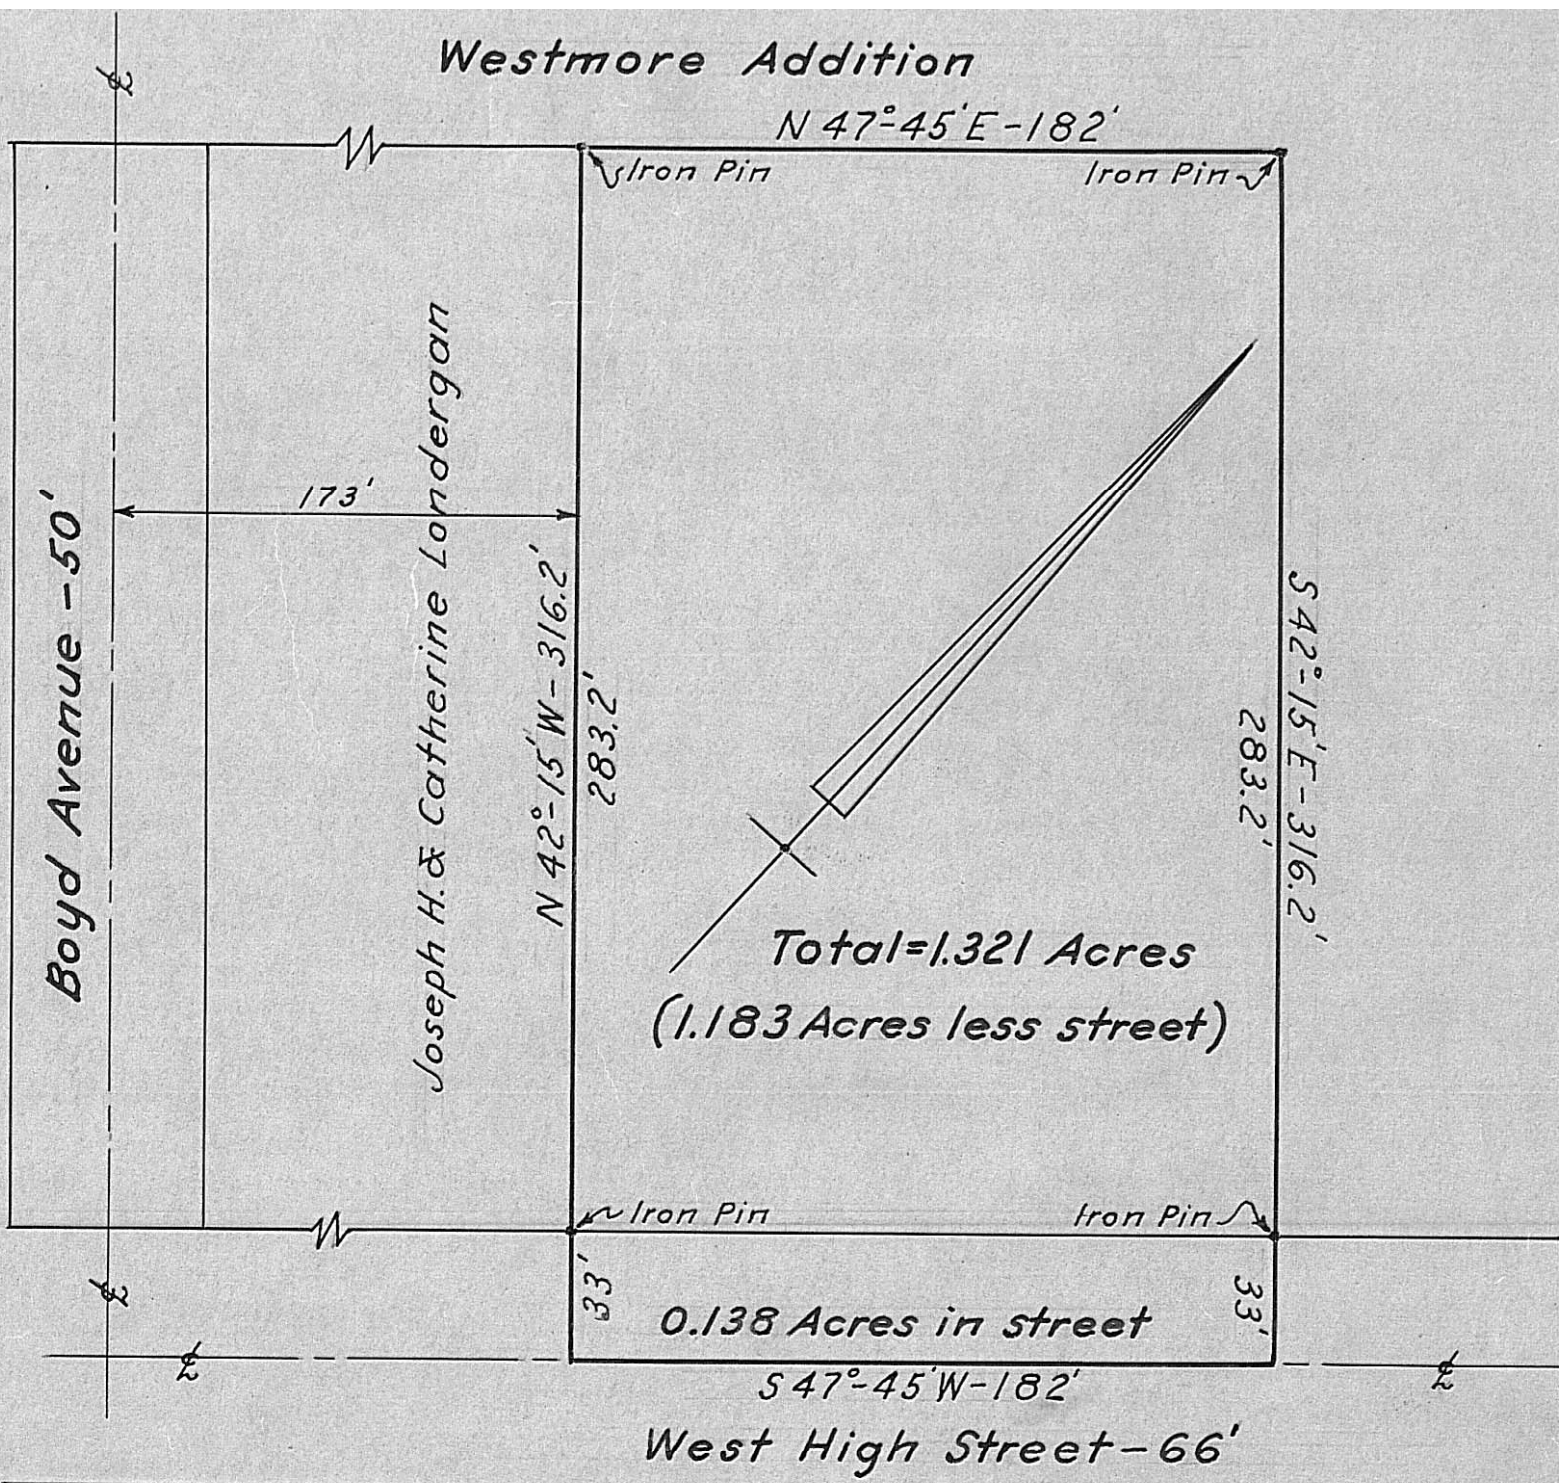 Westmore Addition
N 47°-45' E - 182'
Iron Pin
Iron Pin
Boyd Avenue - 50'
173'
Joseph H. & Catherine Londergan
N 42°-15' W - 316.2'
283.2'
S 42°-15' E - 316.2'
283.2'
Total = 1.321 Acres
(1.183 Acres less street)
Iron Pin
Iron Pin
33'
33'
0.138 Acres in street
S 47°-45' W - 182'
West High Street - 66'
℄
℄
℄
℄